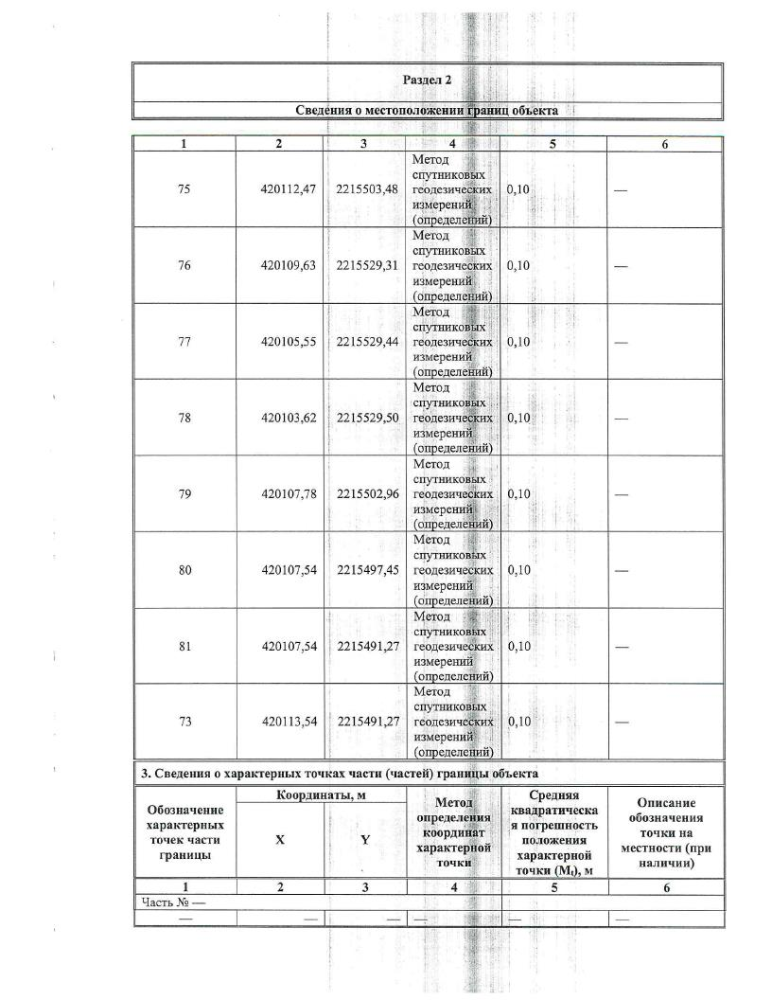 Раздел 2
Сведения о местоположении границ объекта
1 2 3 4 5 6
75 420112,47 2215503,48 Метод спутниковых геодезических измерений (определений) 0,10 —
76 420109,63 2215529,31 Метод спутниковых геодезических измерений (определений) 0,10 —
77 420105,55 2215529,44 Метод спутниковых геодезических измерений (определений) 0,10 —
78 420103,62 2215529,50 Метод спутниковых геодезических измерений (определений) 0,10 —
79 420107,78 2215502,96 Метод спутниковых геодезических измерений (определений) 0,10 —
80 420107,54 2215497,45 Метод спутниковых геодезических измерений (определений) 0,10 —
81 420107,54 2215491,27 Метод спутниковых геодезических измерений (определений) 0,10 —
73 420113,54 2215491,27 Метод спутниковых геодезических измерений (определений) 0,10 —
3. Сведения о характерных точках части (частей) границы объекта
Обозначение характерных точек части границы
Координаты, м
X Y
Метод определения координат характерной точки
Средняя квадратическа я погрешность положения характерной точки (Mt), м
Описание обозначения точки на местности (при наличии)
1 2 3 4 5 6
Часть № —
— — — — — —